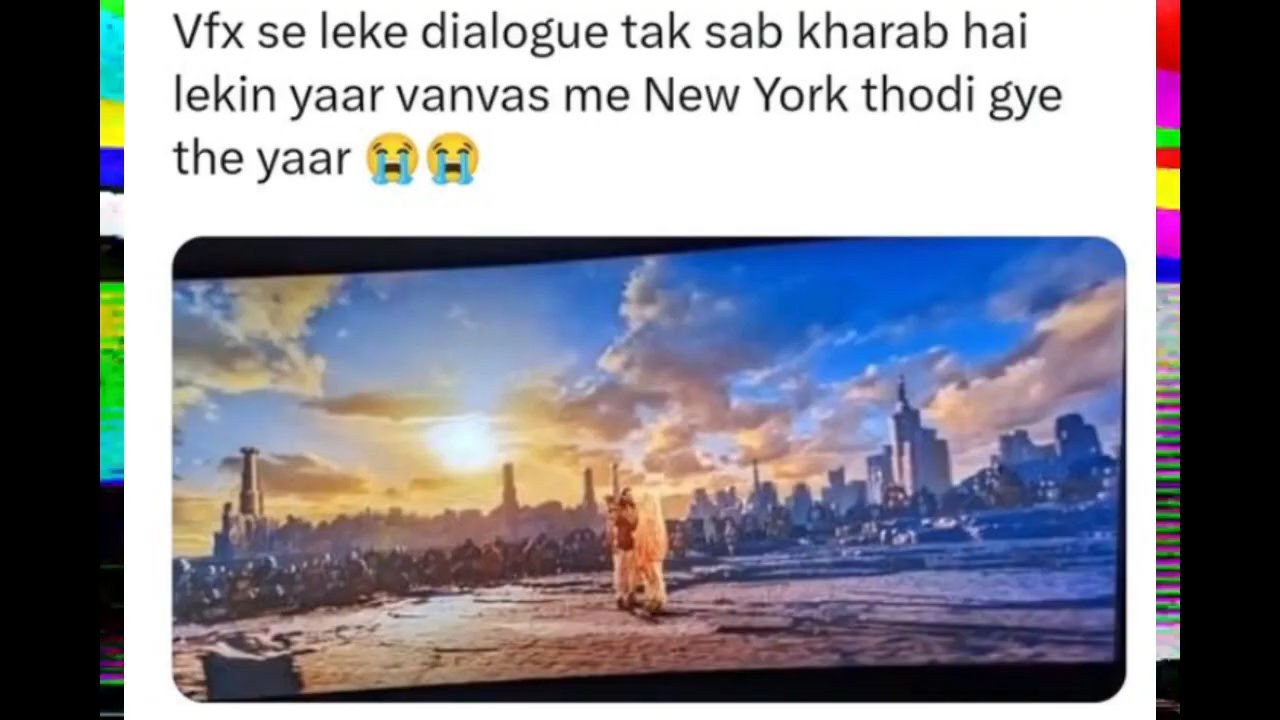 Vfx se leke dialogue tak sab kharab hai
lekin yaar vanvas me New York thodi gye
the yaar 😭😭